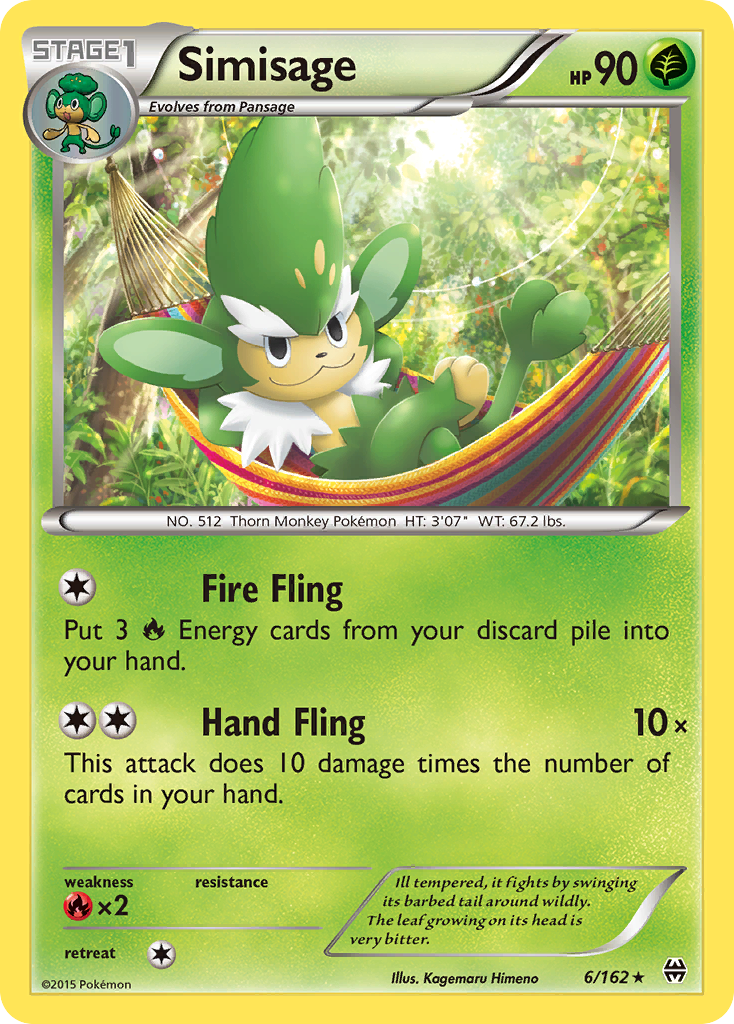 STAGE1
Simisage
HP 90
Evolves from Pansage
NO. 512 Thorn Monkey Pokémon HT: 3'07" WT: 67.2 lbs.
Fire Fling
Put 3 Energy cards from your discard pile into
your hand.
Hand Fling 10×
This attack does 10 damage times the number of
cards in your hand.
weakness resistance
×2
retreat
Ill tempered, it fights by swinging
its barbed tail around wildly.
The leaf growing on its head is
very bitter.
©2015 Pokémon
Illus. Kagemaru Himeno
6/162 ★